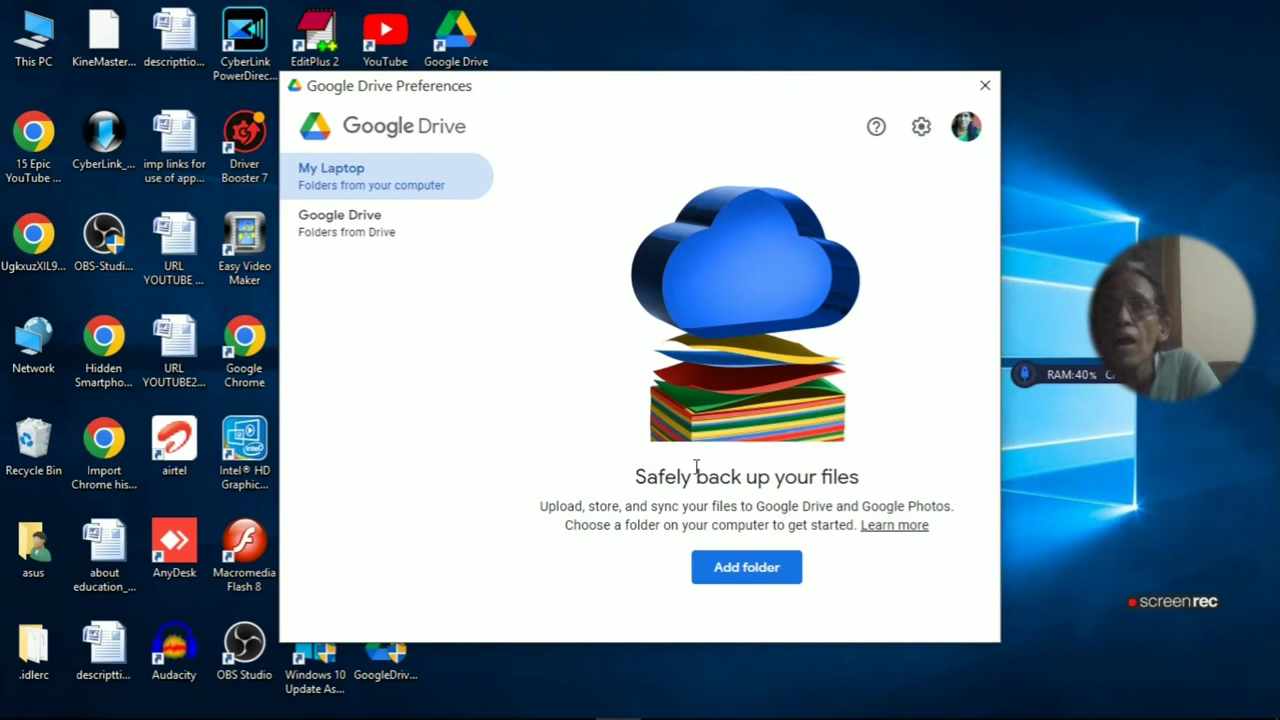 This PC
KineMaster...
descripttio...
CyberLink
PowerDirec...
EditPlus 2
YouTube
Google Drive
15 Epic
YouTube ...
CyberLink_...
imp links for
use of app...
Driver
Booster 7
UgkxuzXIL9...
OBS-Studi...
URL
YOUTUBE ...
Easy Video
Maker
Network
Hidden
Smartpho...
URL
YOUTUBE2...
Google
Chrome
Recycle Bin
Import
Chrome his...
airtel
Intel® HD
Graphic...
asus
about
education_...
AnyDesk
Macromedia
Flash 8
.idlerc
descriptti...
Audacity
OBS Studio
Windows 10
Update As...
GoogleDriv...
Google Drive Preferences
Google Drive
My Laptop
Folders from your computer
Google Drive
Folders from Drive
Safely back up your files
Upload, store, and sync your files to Google Drive and Google Photos.
Choose a folder on your computer to get started. Learn more
Add folder
RAM:40%
screenrec